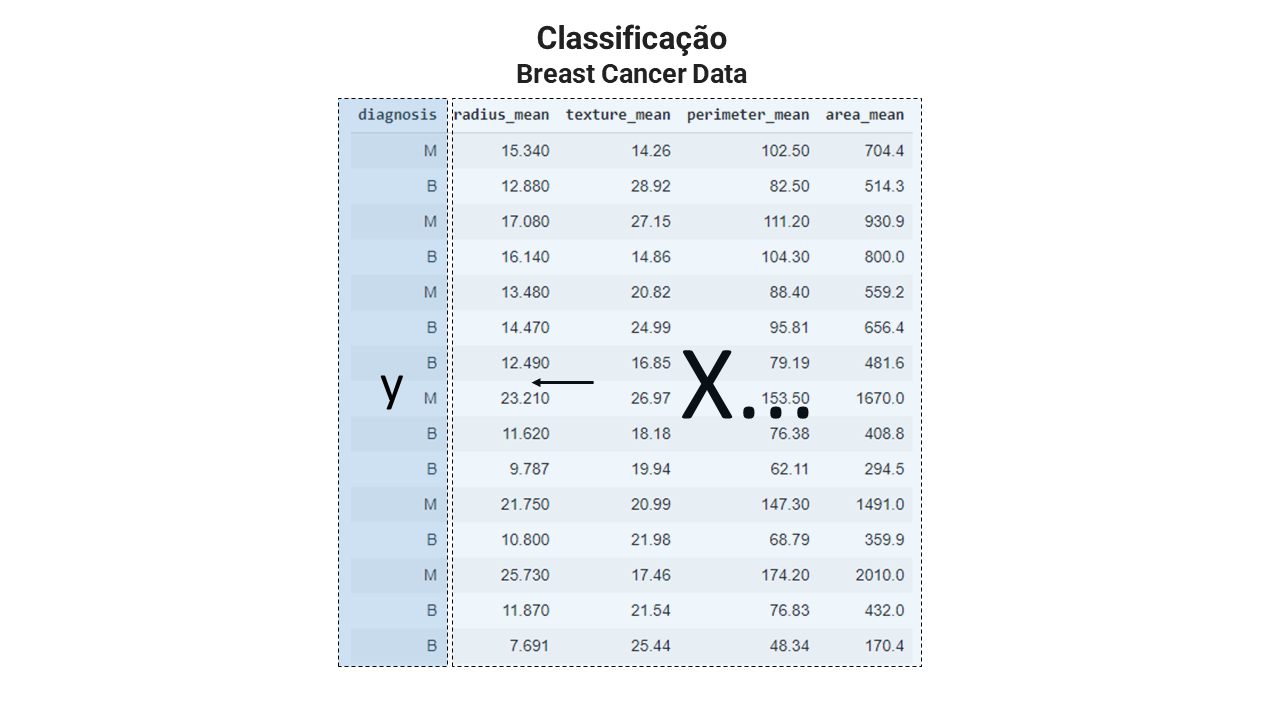 Classificação
Breast Cancer Data
diagnosis radius_mean texture_mean perimeter_mean area_mean
M 15.340 14.26 102.50 704.4
B 12.880 28.92 82.50 514.3
M 17.080 27.15 111.20 930.9
B 16.140 14.86 104.30 800.0
M 13.480 20.82 88.40 559.2
B 14.470 24.99 95.81 656.4
B 12.490 16.85 79.19 481.6
y X...
M 23.210 26.97 153.50 1670.0
B 11.620 18.18 76.38 408.8
B 9.787 19.94 62.11 294.5
M 21.750 20.99 147.30 1491.0
B 10.800 21.98 68.79 359.9
M 25.730 17.46 174.20 2010.0
B 11.870 21.54 76.83 432.0
B 7.691 25.44 48.34 170.4